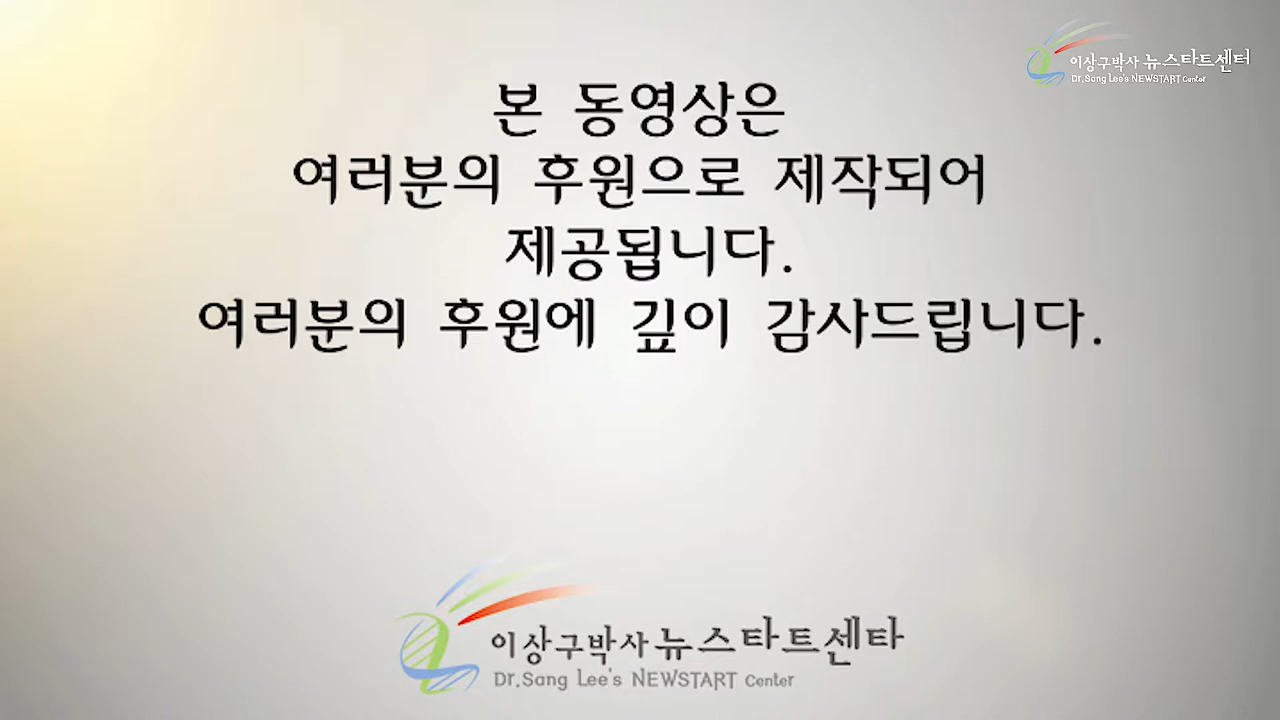 이상구박사 뉴스타트센터
Dr.Sang Lee's NEWSTART Center
본 동영상은
여러분의 후원으로 제작되어
제공됩니다.
여러분의 후원에 깊이 감사드립니다.
이상구박사 뉴스타트센타
Dr.Sang Lee's NEWSTART Center